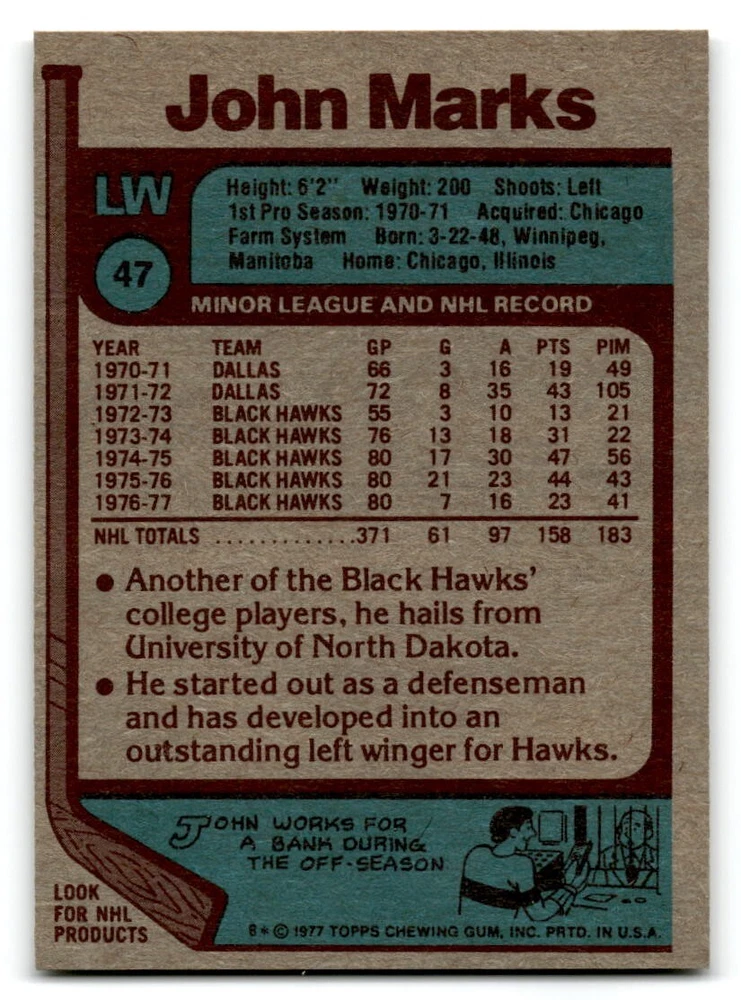 John Marks
LW
47
Height: 6'2" Weight: 200 Shoots: Left
1st Pro Season: 1970-71 Acquired: Chicago
Farm System Born: 3-22-48, Winnipeg,
Manitoba Home: Chicago, Illinois
MINOR LEAGUE AND NHL RECORD
YEAR TEAM GP G A PTS PIM
1970-71 DALLAS 66 3 16 19 49
1971-72 DALLAS 72 8 35 43 105
1972-73 BLACK HAWKS 55 3 10 13 21
1973-74 BLACK HAWKS 76 13 18 31 22
1974-75 BLACK HAWKS 80 17 30 47 56
1975-76 BLACK HAWKS 80 21 23 44 43
1976-77 BLACK HAWKS 80 7 16 23 41
NHL TOTALS .............371 61 97 158 183
• Another of the Black Hawks'
college players, he hails from
University of North Dakota.
• He started out as a defenseman
and has developed into an
outstanding left winger for Hawks.
JOHN WORKS FOR
A BANK DURING
THE OFF-SEASON
LOOK
FOR NHL
PRODUCTS
B* © 1977 TOPPS CHEWING GUM, INC. PRTD. IN U.S.A.